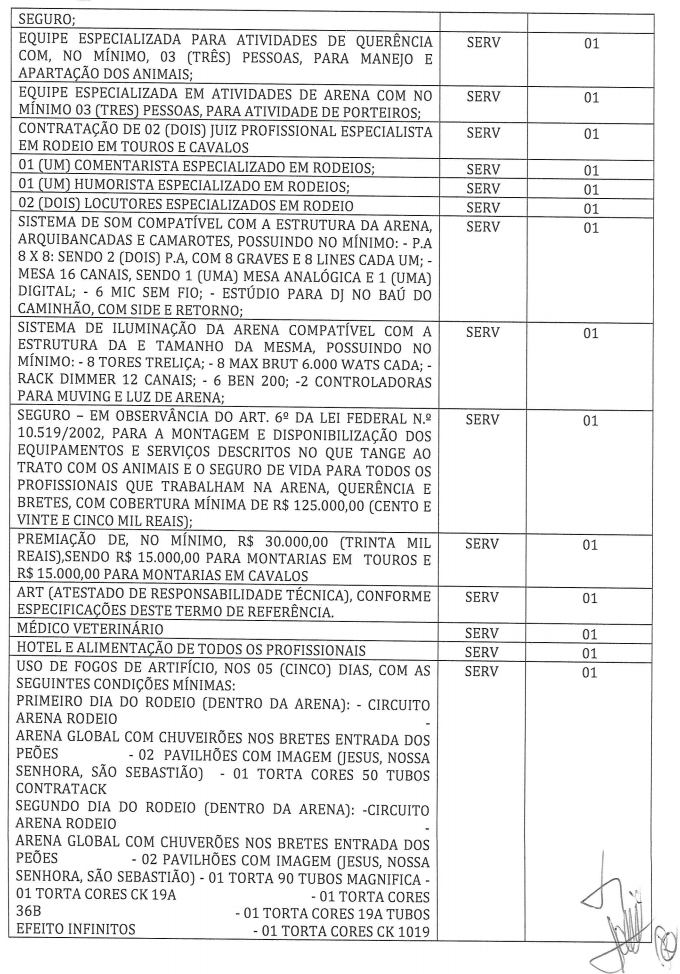 SEGURO;
EQUIPE ESPECIALIZADA PARA ATIVIDADES DE QUERÊNCIA SERV 01
COM, NO MÍNIMO, 03 (TRÊS) PESSOAS, PARA MANEJO E
APARTAÇÃO DOS ANIMAIS;
EQUIPE ESPECIALIZADA EM ATIVIDADES DE ARENA COM NO SERV 01
MÍNIMO 03 (TRES) PESSOAS, PARA ATIVIDADE DE PORTEIROS;
CONTRATAÇÃO DE 02 (DOIS) JUIZ PROFISSIONAL ESPECIALISTA SERV 01
EM RODEIO EM TOUROS E CAVALOS
01 (UM) COMENTARISTA ESPECIALIZADO EM RODEIOS; SERV 01
01 (UM) HUMORISTA ESPECIALIZADO EM RODEIOS; SERV 01
02 (DOIS) LOCUTORES ESPECIALIZADOS EM RODEIO SERV 01
SISTEMA DE SOM COMPATÍVEL COM A ESTRUTURA DA ARENA, SERV 01
ARQUIBANCADAS E CAMAROTES, POSSUINDO NO MÍNIMO: - P.A
8 X 8: SENDO 2 (DOIS) P.A, COM 8 GRAVES E 8 LINES CADA UM; -
MESA 16 CANAIS, SENDO 1 (UMA) MESA ANALÓGICA E 1 (UMA)
DIGITAL; - 6 MIC SEM FIO; - ESTÚDIO PARA DJ NO BAÚ DO
CAMINHÃO, COM SIDE E RETORNO;
SISTEMA DE ILUMINAÇÃO DA ARENA COMPATÍVEL COM A SERV 01
ESTRUTURA DA E TAMANHO DA MESMA, POSSUINDO NO
MÍNIMO: - 8 TORES TRELIÇA; - 8 MAX BRUT 6.000 WATS CADA; -
RACK DIMMER 12 CANAIS; - 6 BEN 200; -2 CONTROLADORAS
PARA MUVING E LUZ DE ARENA;
SEGURO – EM OBSERVÂNCIA DO ART. 6º DA LEI FEDERAL N.º SERV 01
10.519/2002, PARA A MONTAGEM E DISPONIBILIZAÇÃO DOS
EQUIPAMENTOS E SERVIÇOS DESCRITOS NO QUE TANGE AO
TRATO COM OS ANIMAIS E O SEGURO DE VIDA PARA TODOS OS
PROFISSIONAIS QUE TRABALHAM NA ARENA, QUERÊNCIA E
BRETES, COM COBERTURA MÍNIMA DE R$ 125.000,00 (CENTO E
VINTE E CINCO MIL REAIS);
PREMIAÇÃO DE, NO MÍNIMO, R$ 30.000,00 (TRINTA MIL SERV 01
REAIS),SENDO R$ 15.000,00 PARA MONTARIAS EM TOUROS E
R$ 15.000,00 PARA MONTARIAS EM CAVALOS
ART (ATESTADO DE RESPONSABILIDADE TÉCNICA), CONFORME SERV 01
ESPECIFICAÇÕES DESTE TERMO DE REFERÊNCIA.
MÉDICO VETERINÁRIO SERV 01
HOTEL E ALIMENTAÇÃO DE TODOS OS PROFISSIONAIS SERV 01
USO DE FOGOS DE ARTIFÍCIO, NOS 05 (CINCO) DIAS, COM AS SERV 01
SEGUINTES CONDIÇÕES MÍNIMAS:
PRIMEIRO DIA DO RODEIO (DENTRO DA ARENA): - CIRCUITO
ARENA RODEIO -
ARENA GLOBAL COM CHUVEIRÕES NOS BRETES ENTRADA DOS
PEÕES - 02 PAVILHÕES COM IMAGEM (JESUS, NOSSA
SENHORA, SÃO SEBASTIÃO) - 01 TORTA CORES 50 TUBOS
CONTRATACK
SEGUNDO DIA DO RODEIO (DENTRO DA ARENA): -CIRCUITO
ARENA RODEIO -
ARENA GLOBAL COM CHUVERÕES NOS BRETES ENTRADA DOS
PEÕES - 02 PAVILHÕES COM IMAGEM (JESUS, NOSSA
SENHORA, SÃO SEBASTIÃO) - 01 TORTA 90 TUBOS MAGNIFICA -
01 TORTA CORES CK 19A - 01 TORTA CORES
36B - 01 TORTA CORES 19A TUBOS
EFEITO INFINITOS - 01 TORTA CORES CK 1019